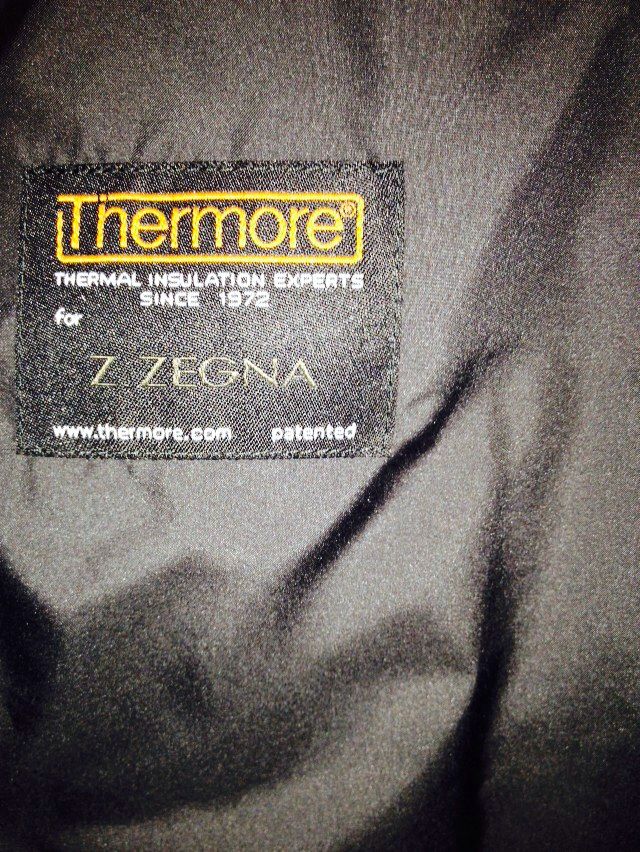 Thermore®
THERMAL INSULATION EXPERTS
SINCE 1972
for
Z ZEGNA
www.thermore.com patented